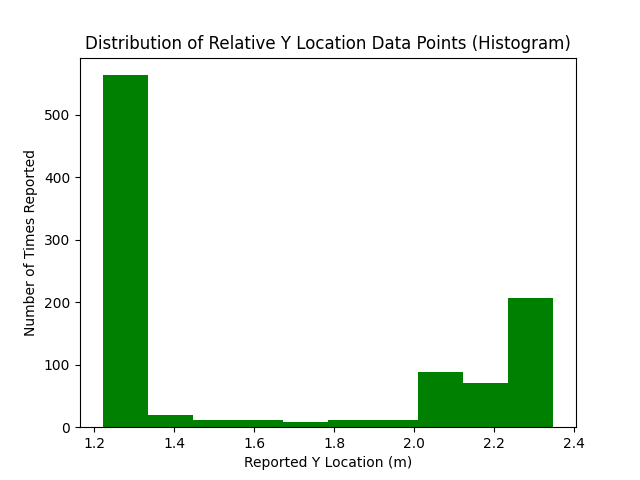 Distribution of Relative Y Location Data Points (Histogram)
Number of Times Reported
500
400
300
200
100
0
1.2 1.4 1.6 1.8 2.0 2.2 2.4
Reported Y Location (m)